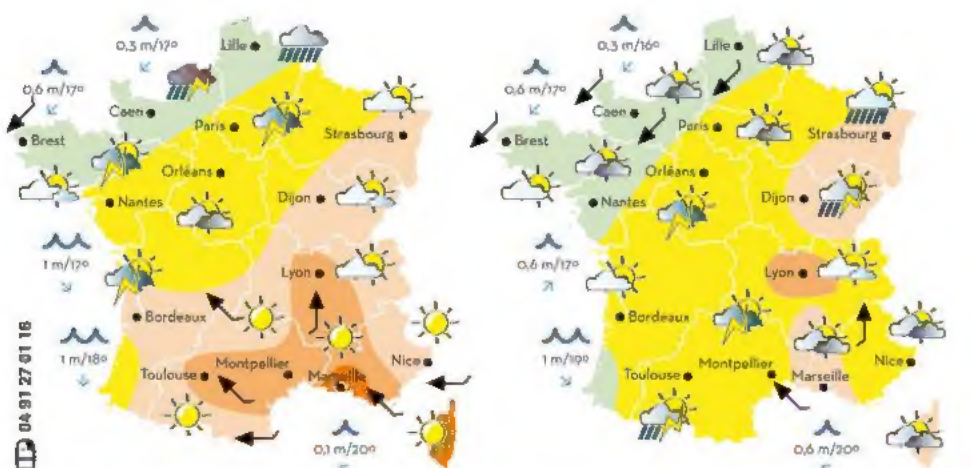 0,3 m/17°
Lille
0,6 m/17°
Caen
Paris
Strasbourg
Brest
Orléans
Nantes
Dijon
1 m/17°
Lyon
Bordeaux
1 m/18°
Toulouse
Montpellier
Marseille
Nice
0,1 m/20°
04 91 27 01 16
0,3 m/16°
Lille
0,6 m/17°
Caen
Paris
Strasbourg
Brest
Orléans
Nantes
Dijon
0,6 m/17°
Lyon
Bordeaux
1 m/19°
Toulouse
Montpellier
Marseille
Nice
0,6 m/20°